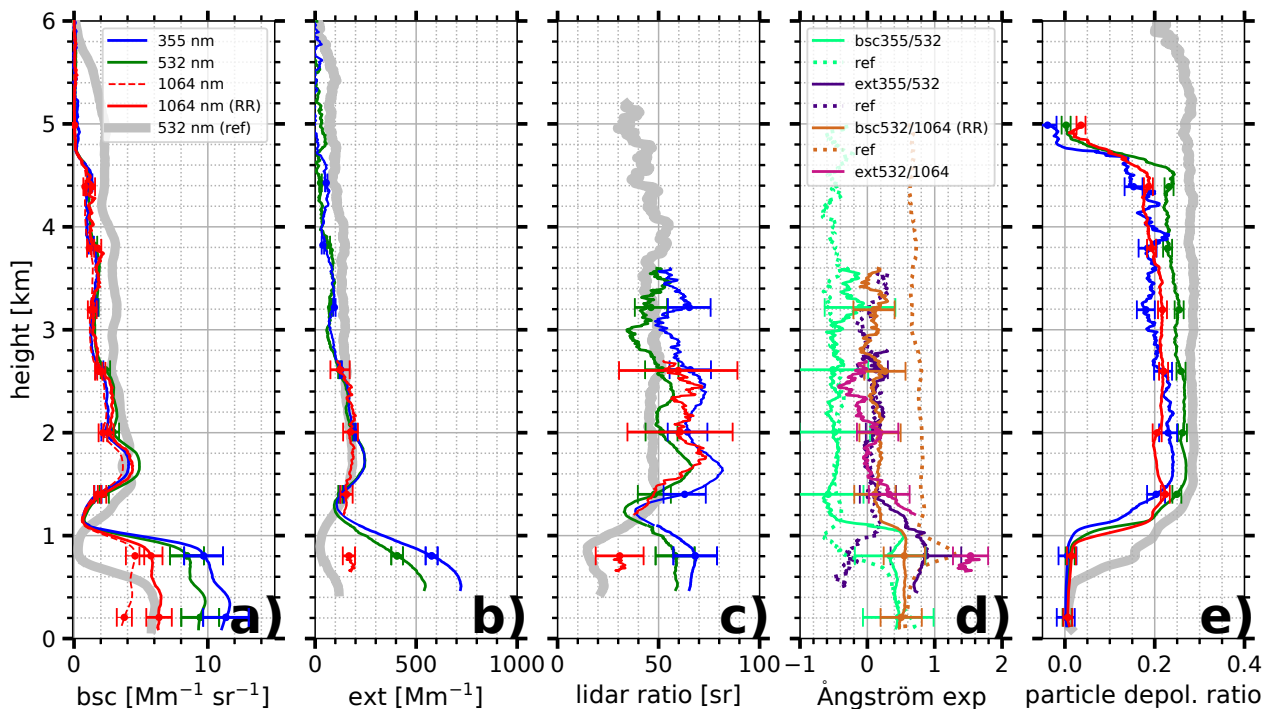 6
5
4
3
2
1
0
height [km]
355 nm
532 nm
1064 nm
1064 nm (RR)
532 nm (ref)
bsc355/532
ref
ext355/532
ref
bsc532/1064 (RR)
ref
ext532/1064
a)
b)
c)
d)
e)
0 10
0 500 1000
0 50 100
−1 0 1 2
0.0 0.2 0.4
bsc [Mm⁻¹ sr⁻¹]
ext [Mm⁻¹]
lidar ratio [sr]
Ångström exp
particle depol. ratio